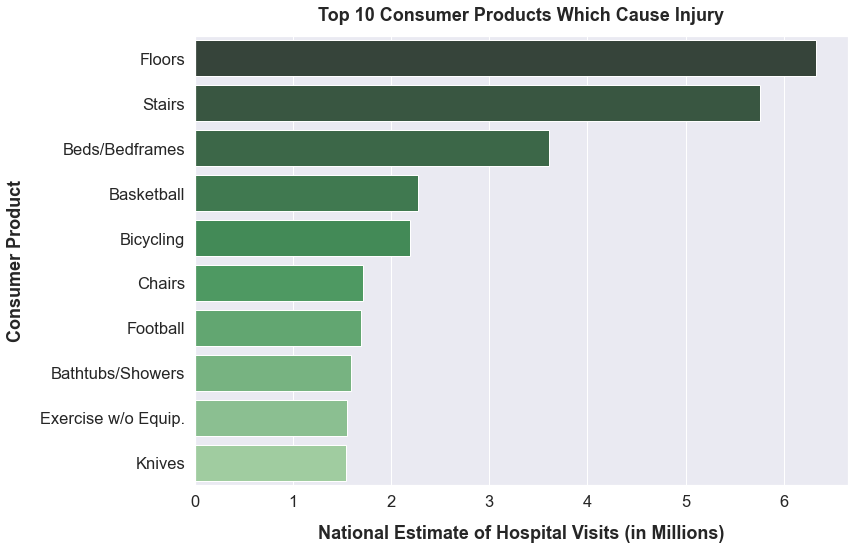 Top 10 Consumer Products Which Cause Injury
Consumer Product
Floors
Stairs
Beds/Bedframes
Basketball
Bicycling
Chairs
Football
Bathtubs/Showers
Exercise w/o Equip.
Knives
0 1 2 3 4 5 6
National Estimate of Hospital Visits (in Millions)